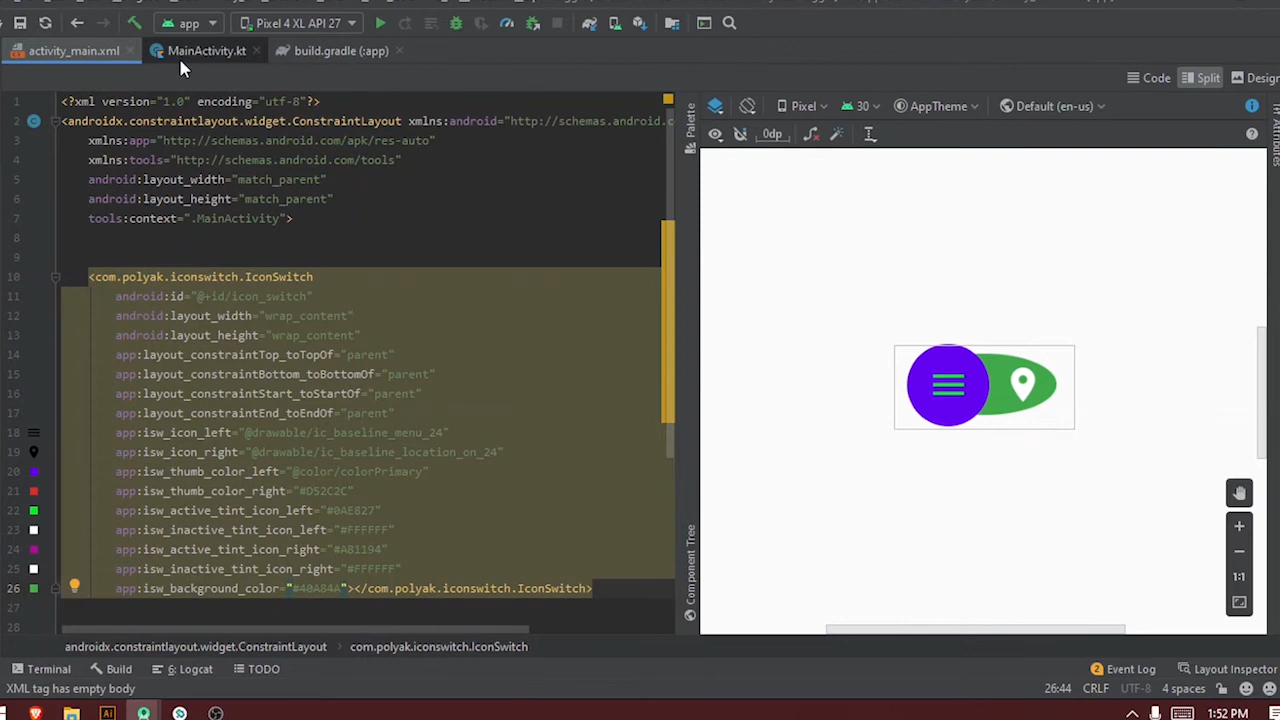 app
Pixel 4 XL API 27
activity_main.xml
MainActivity.kt
build.gradle (:app)
Code
Split
Design
1 <?xml version="1.0" encoding="utf-8"?>
2 <androidx.constraintlayout.widget.ConstraintLayout xmlns:android="http://schemas.android.c
3 xmlns:app="http://schemas.android.com/apk/res-auto"
4 xmlns:tools="http://schemas.android.com/tools"
5 android:layout_width="match_parent"
6 android:layout_height="match_parent"
7 tools:context=".MainActivity">
8
9
10 <com.polyak.iconswitch.IconSwitch
11 android:id="@+id/icon_switch"
12 android:layout_width="wrap_content"
13 android:layout_height="wrap_content"
14 app:layout_constraintTop_toTopOf="parent"
15 app:layout_constraintBottom_toBottomOf="parent"
16 app:layout_constraintStart_toStartOf="parent"
17 app:layout_constraintEnd_toEndOf="parent"
18 app:isw_icon_left="@drawable/ic_baseline_menu_24"
19 app:isw_icon_right="@drawable/ic_baseline_location_on_24"
20 app:isw_thumb_color_left="@color/colorPrimary"
21 app:isw_thumb_color_right="#D52C2C"
22 app:isw_active_tint_icon_left="#0AE827"
23 app:isw_inactive_tint_icon_left="#FFFFFF"
24 app:isw_active_tint_icon_right="#AB1194"
25 app:isw_inactive_tint_icon_right="#FFFFFF"
26 app:isw_background_color="#40A84A"></com.polyak.iconswitch.IconSwitch>
27
28
Palette
Component Tree
Pixel
30
AppTheme
Default (en-us)
0dp
Attributes
1:1
androidx.constraintlayout.widget.ConstraintLayout
com.polyak.iconswitch.IconSwitch
Terminal
Build
6: Logcat
TODO
2 Event Log
Layout Inspector
XML tag has empty body
26:44 CRLF UTF-8 4 spaces
Ai
1:52 PM